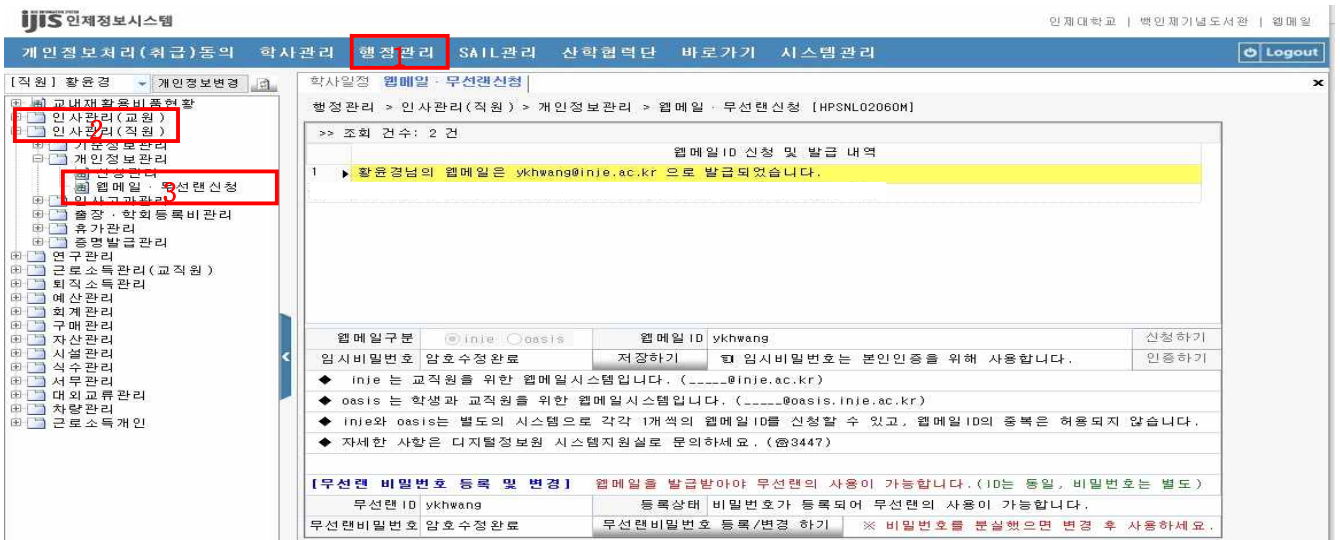 ijis 인제정보시스템
인제대학교 | 백인제기념도서관 | 웹메일
개인정보처리(취급)동의 학사관리 행정관리 SAIL관리 산학협력단 바로가기 시스템관리 Logout
1
[직원] 황윤경 개인정보변경
학사일정 웹메일 · 무선랜신청
행정관리 > 인사관리(직원) > 개인정보관리 > 웹메일 · 무선랜신청 [HPSNL02060M]
교내재활용비품현황
인사관리(교원)
2
인사관리(직원)
기준정보관리
개인정보관리
웹메일 · 무선랜신청
3
인사고과관리
출장 · 학회등록비관리
휴가관리
증명발급관리
연구관리
근로소득관리(교직원)
퇴직소득관리
예산관리
회계관리
구매관리
자산관리
시설관리
식수관리
서무관리
대외교류관리
차량관리
근로소득개인
>> 조회 건수: 2 건
웹메일ID 신청 및 발급 내역
1 황윤경님의 웹메일은 ykhwang@inje.ac.kr 으로 발급되었습니다.
웹메일구분 inje oasis 웹메일ID ykhwang 신청하기
임시비밀번호 암호수정완료 저장하기 임시비밀번호는 본인인증을 위해 사용합니다. 인증하기
◆ inje 는 교직원을 위한 웹메일시스템입니다. (_____@inje.ac.kr)
◆ oasis 는 학생과 교직원을 위한 웹메일시스템입니다. (_____@oasis.inje.ac.kr)
◆ inje와 oasis는 별도의 시스템으로 각각 1개씩의 웹메일ID를 신청할 수 있고, 웹메일ID의 중복은 허용되지 않습니다.
◆ 자세한 사항은 디지털정보원 시스템지원실로 문의하세요. (☎3447)
[무선랜 비밀번호 등록 및 변경] 웹메일을 발급받아야 무선랜의 사용이 가능합니다.(ID는 동일, 비밀번호는 별도)
무선랜ID ykhwang 등록상태 비밀번호가 등록되어 무선랜의 사용이 가능합니다.
무선랜비밀번호 암호수정완료 무선랜비밀번호 등록/변경 하기 ※ 비밀번호를 분실했으면 변경 후 사용하세요.